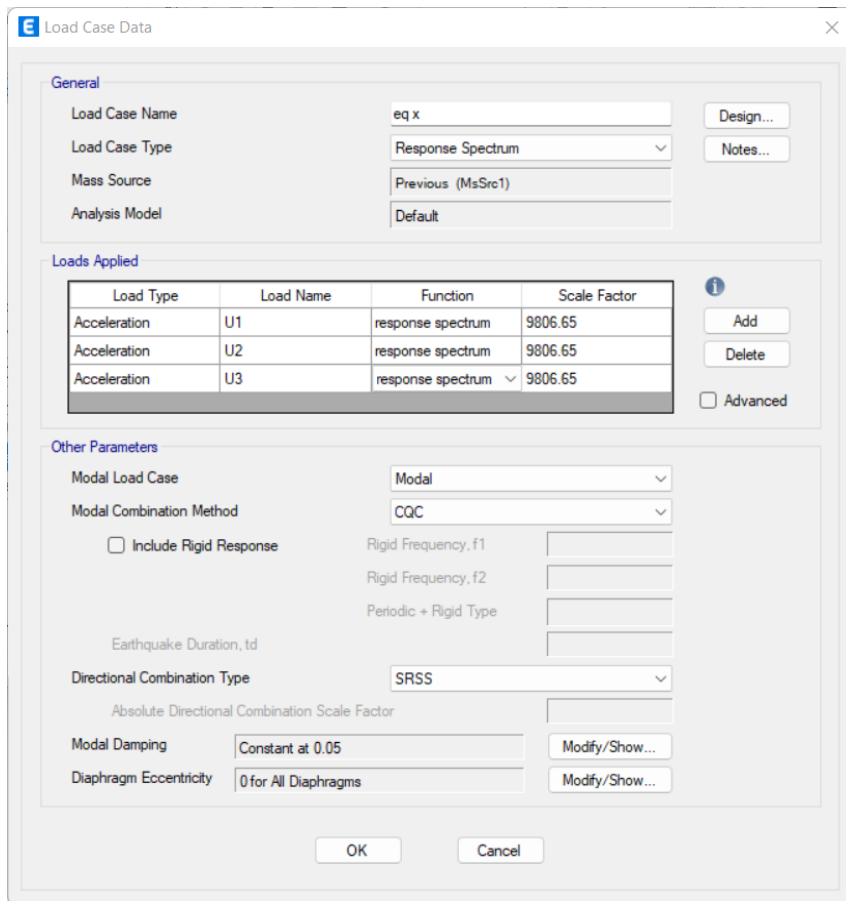 E Load Case Data
General
Load Case Name eq x Design...
Load Case Type Response Spectrum Notes...
Mass Source Previous (MsSrc1)
Analysis Model Default
Loads Applied
Load Type Load Name Function Scale Factor
Acceleration U1 response spectrum 9806.65 Add
Acceleration U2 response spectrum 9806.65 Delete
Acceleration U3 response spectrum 9806.65
Advanced
Other Parameters
Modal Load Case Modal
Modal Combination Method CQC
Include Rigid Response Rigid Frequency, f1
Rigid Frequency, f2
Periodic + Rigid Type
Earthquake Duration, td
Directional Combination Type SRSS
Absolute Directional Combination Scale Factor
Modal Damping Constant at 0.05 Modify/Show...
Diaphragm Eccentricity 0 for All Diaphragms Modify/Show...
OK Cancel